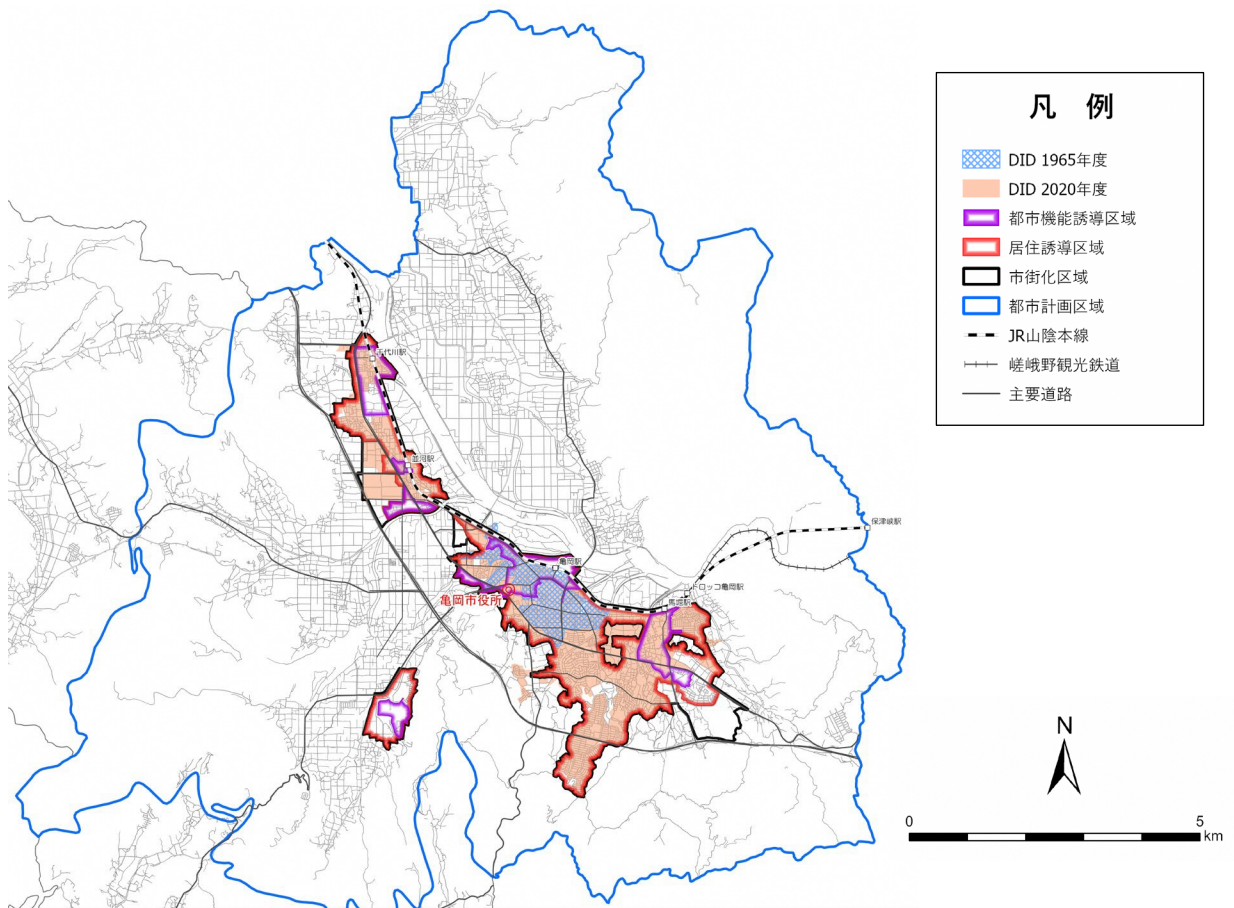 凡 例
DID 1965年度
DID 2020年度
都市機能誘導区域
居住誘導区域
市街化区域
都市計画区域
JR山陰本線
嵯峨野観光鉄道
主要道路
千代川駅
並河駅
保津峡駅
亀岡駅
トロッコ亀岡駅
馬堀駅
亀岡市役所
N
0 5
km